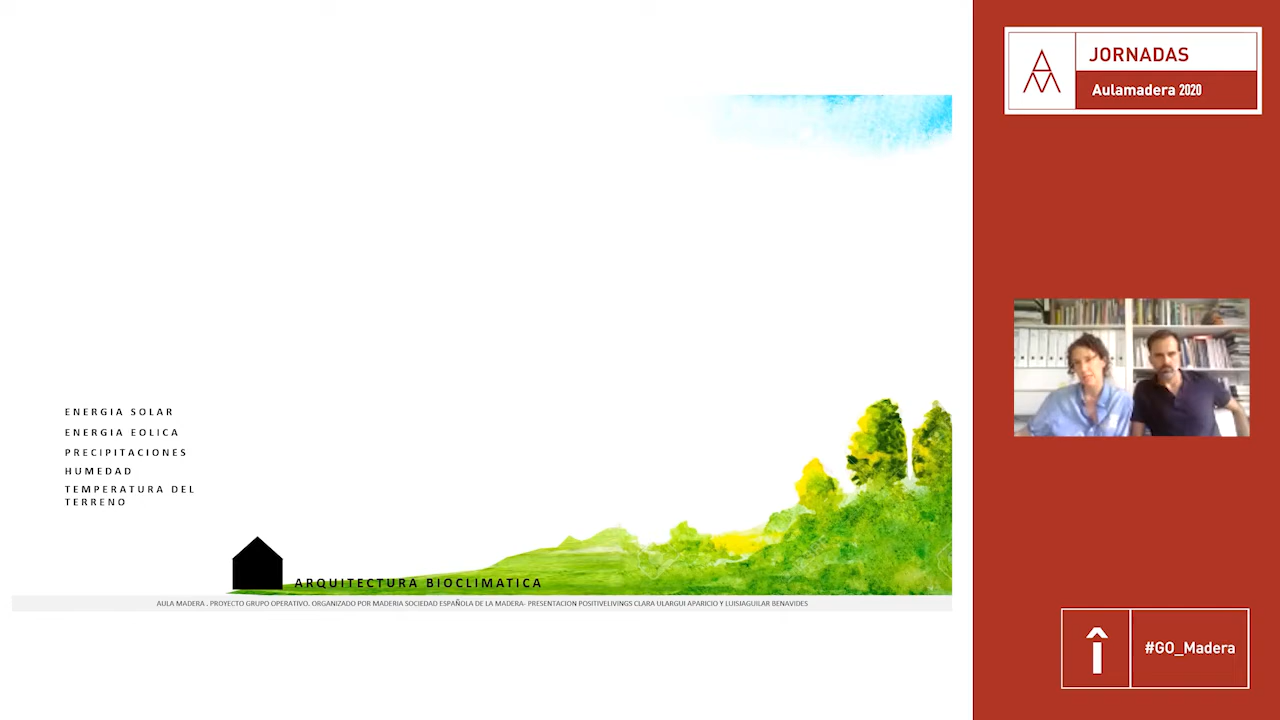 JORNADAS
Aulamadera 2020
ENERGIA SOLAR
ENERGIA EOLICA
PRECIPITACIONES
HUMEDAD
TEMPERATURA DEL
TERRENO
ARQUITECTURA BIOCLIMATICA
AULA MADERA . PROYECTO GRUPO OPERATIVO. ORGANIZADO POR MADERIA SOCIEDAD ESPAÑOLA DE LA MADERA- PRESENTACION POSITIVELIVINGS CLARA ULARGUI APARICIO Y LUISJAGUILAR BENAVIDES
#GO_Madera